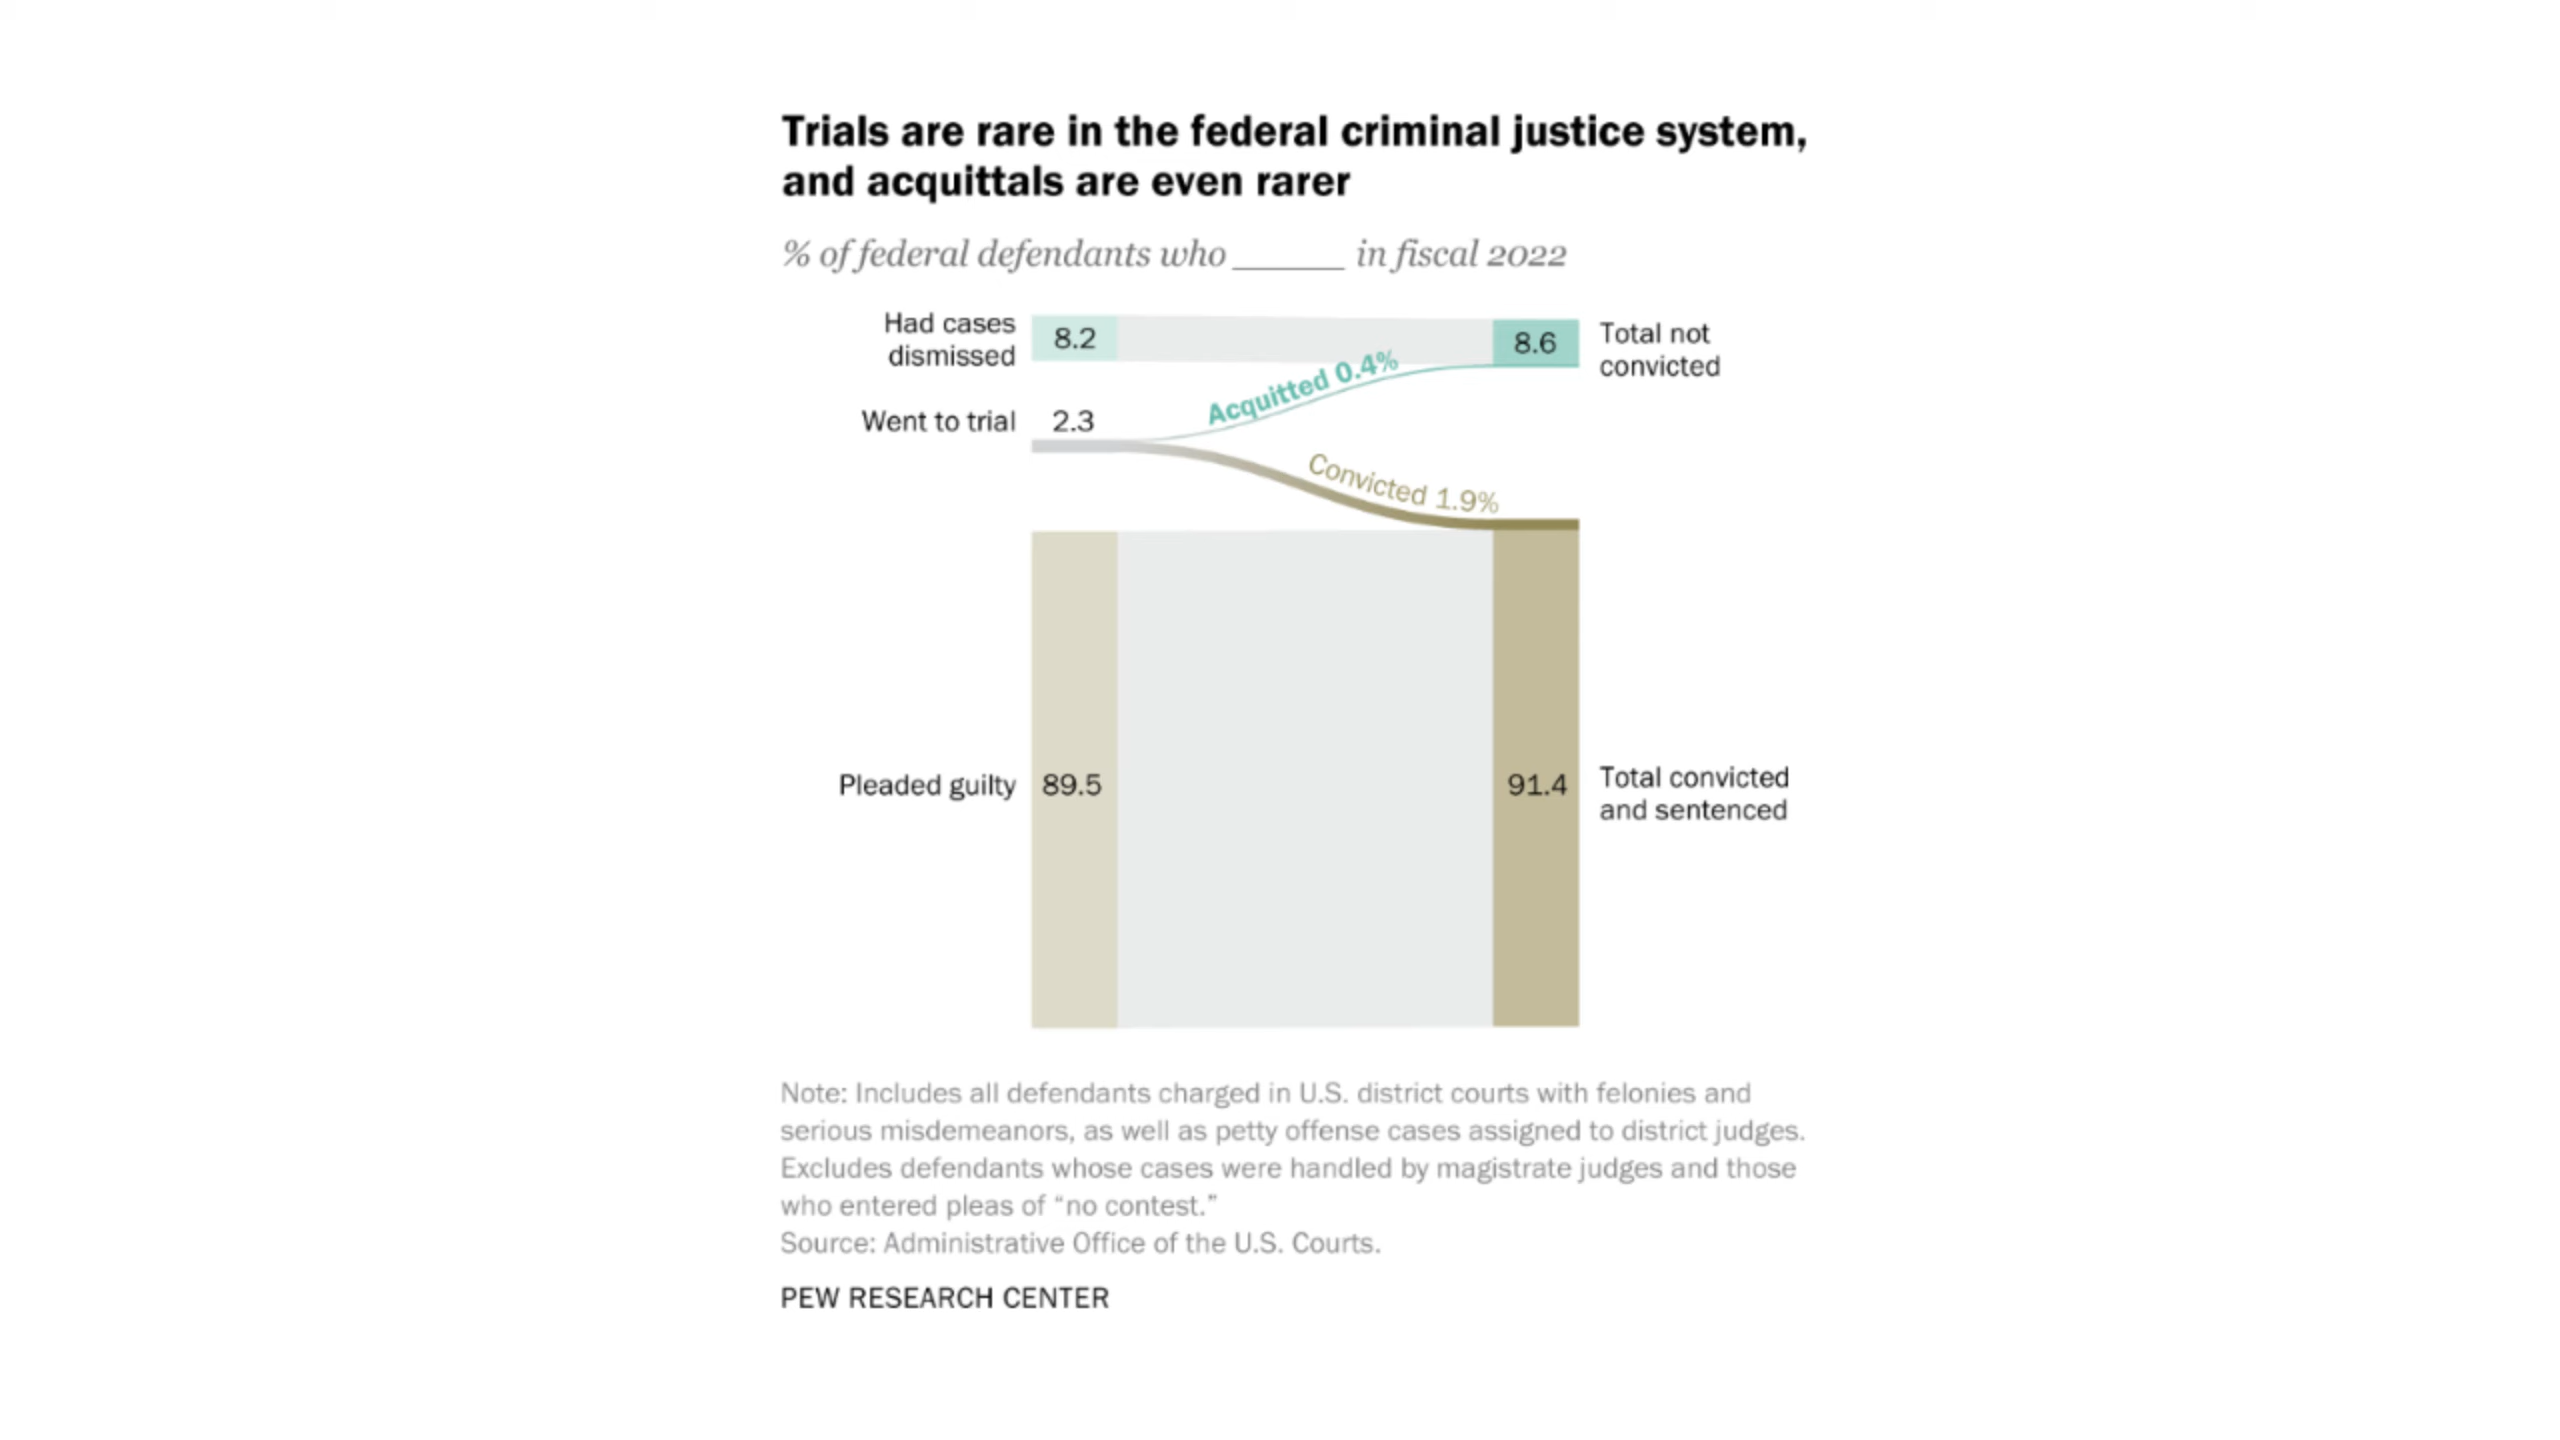 Trials are rare in the federal criminal justice system,
and acquittals are even rarer
% of federal defendants who ______ in fiscal 2022
Had cases
dismissed
8.2
8.6
Total not
convicted
Acquitted 0.4%
Went to trial
2.3
Convicted 1.9%
Pleaded guilty
89.5
91.4
Total convicted
and sentenced
Note: Includes all defendants charged in U.S. district courts with felonies and
serious misdemeanors, as well as petty offense cases assigned to district judges.
Excludes defendants whose cases were handled by magistrate judges and those
who entered pleas of “no contest.”
Source: Administrative Office of the U.S. Courts.
PEW RESEARCH CENTER